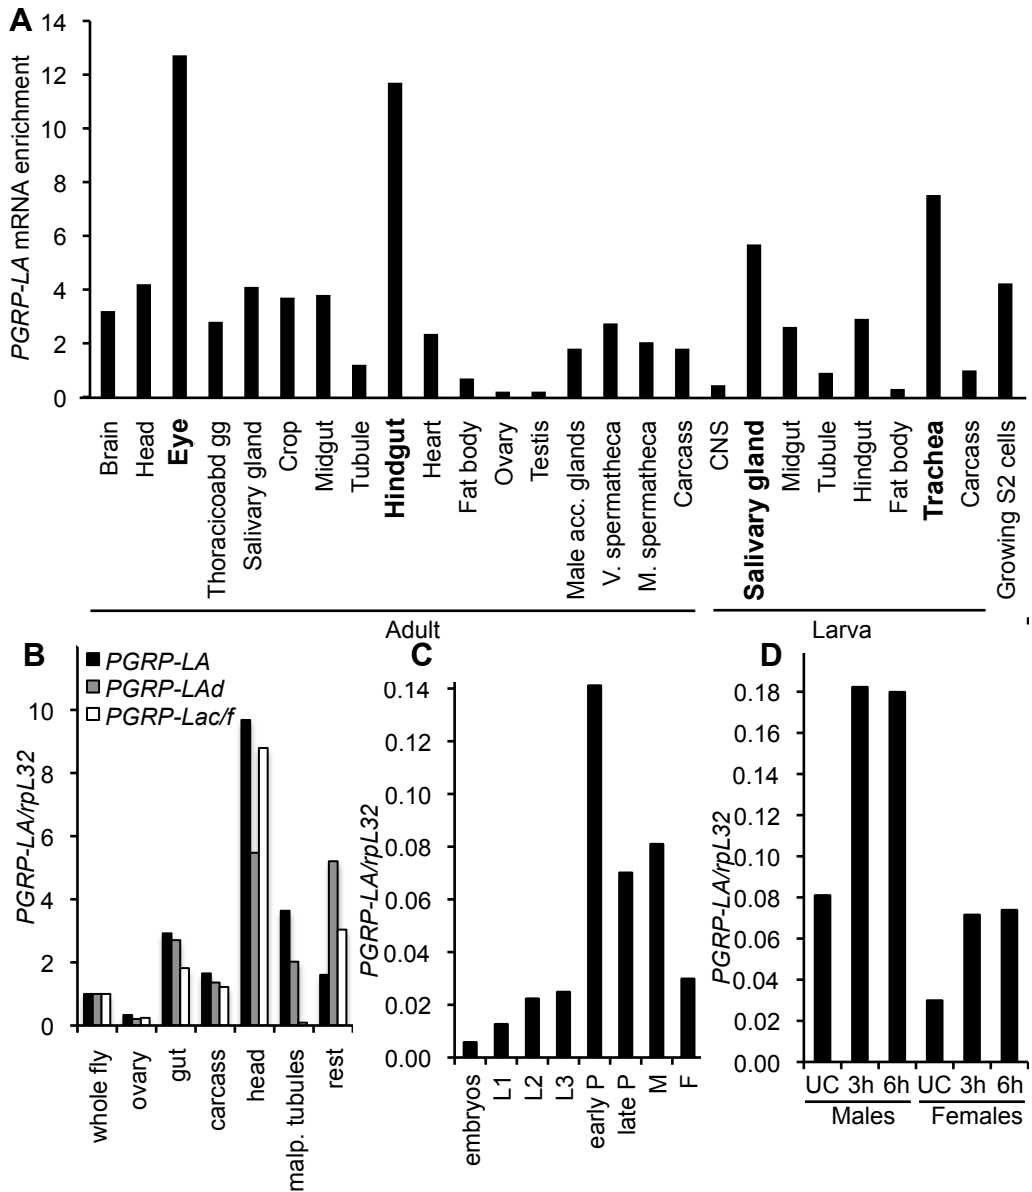 A
PGRP-LA mRNA enrichment
14
12
10
8
6
4
2
0
Brain
Head
Eye
Thoracicoabd gg
Salivary gland
Crop
Midgut
Tubule
Hindgut
Heart
Fat body
Ovary
Testis
Male acc. glands
V. spermatheca
M. spermatheca
Carcass
CNS
Salivary gland
Midgut
Tubule
Hindgut
Fat body
Trachea
Carcass
Growing S2 cells
Adult
Larva
B
PGRP-LA
PGRP-LAd
PGRP-Lac/f
PGRP-LA/rpL32
10
8
6
4
2
0
whole fly
ovary
gut
carcass
head
malp. tubules
rest
C
PGRP-LA/rpL32
0.14
0.12
0.10
0.08
0.06
0.04
0.02
0.00
embryos
L1
L2
L3
early P
late P
M
F
D
PGRP-LA/rpL32
0.18
0.16
0.14
0.12
0.10
0.08
0.06
0.04
0.02
0.00
UC 3h 6h UC 3h 6h
Males Females